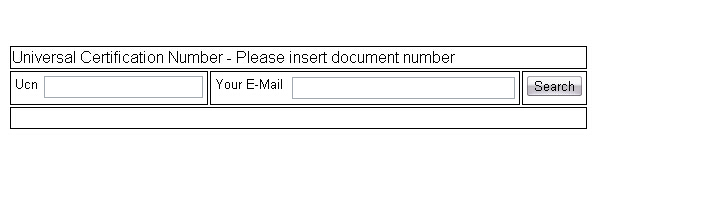 Universal Certification Number - Please insert document number
Ucn Your E-Mail Search